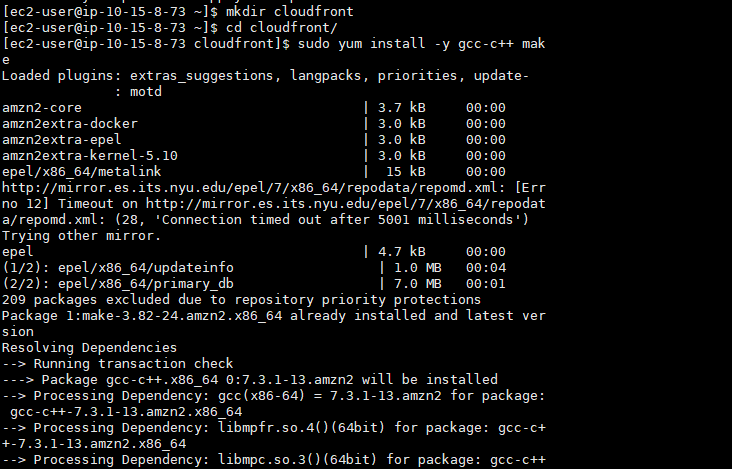 [ec2-user@ip-10-15-8-73 ~]$ mkdir cloudfront
[ec2-user@ip-10-15-8-73 ~]$ cd cloudfront/
[ec2-user@ip-10-15-8-73 cloudfront]$ sudo yum install -y gcc-c++ mak
e
Loaded plugins: extras_suggestions, langpacks, priorities, update-
              : motd
amzn2-core                                   | 3.7 kB     00:00
amzn2extra-docker                            | 3.0 kB     00:00
amzn2extra-epel                              | 3.0 kB     00:00
amzn2extra-kernel-5.10                       | 3.0 kB     00:00
epel/x86_64/metalink                         |  15 kB     00:00
http://mirror.es.its.nyu.edu/epel/7/x86_64/repodata/repomd.xml: [Err
no 12] Timeout on http://mirror.es.its.nyu.edu/epel/7/x86_64/repodat
a/repomd.xml: (28, 'Connection timed out after 5001 milliseconds')
Trying other mirror.
epel                                         | 4.7 kB     00:00
(1/2): epel/x86_64/updateinfo                  | 1.0 MB   00:04
(2/2): epel/x86_64/primary_db                  | 7.0 MB   00:01
209 packages excluded due to repository priority protections
Package 1:make-3.82-24.amzn2.x86_64 already installed and latest ver
sion
Resolving Dependencies
--> Running transaction check
---> Package gcc-c++.x86_64 0:7.3.1-13.amzn2 will be installed
--> Processing Dependency: gcc(x86-64) = 7.3.1-13.amzn2 for package:
 gcc-c++-7.3.1-13.amzn2.x86_64
--> Processing Dependency: libmpfr.so.4()(64bit) for package: gcc-c+
+-7.3.1-13.amzn2.x86_64
--> Processing Dependency: libmpc.so.3()(64bit) for package: gcc-c++